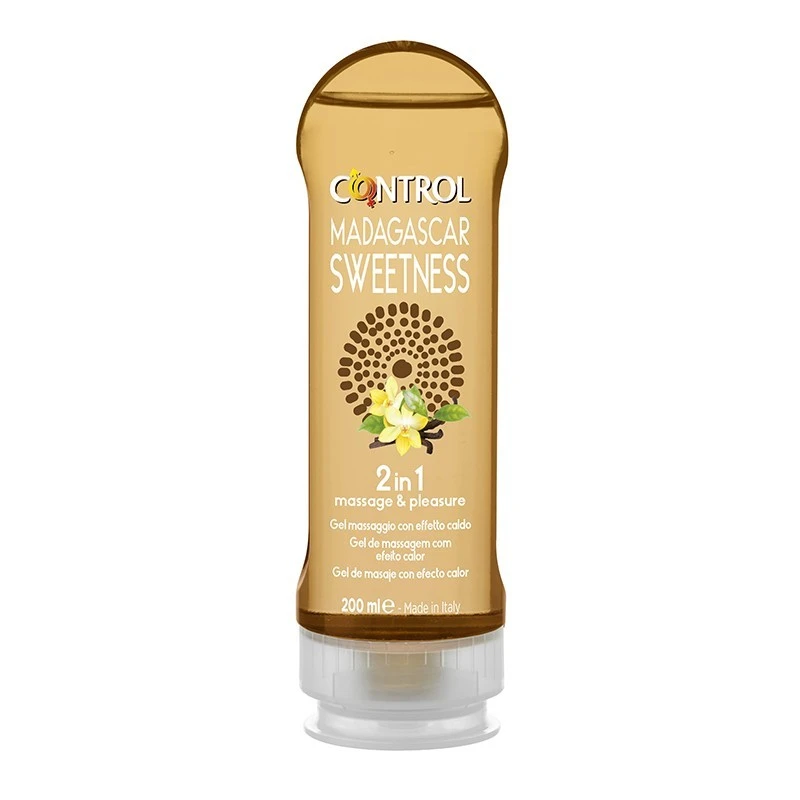 CONTROL
MADAGASCAR
SWEETNESS
2 in 1
massage & pleasure
Gel massaggio con effetto caldo
Gel de massagem com
efeito calor
Gel de masaje con efecto calor
200 ml e - Made in Italy